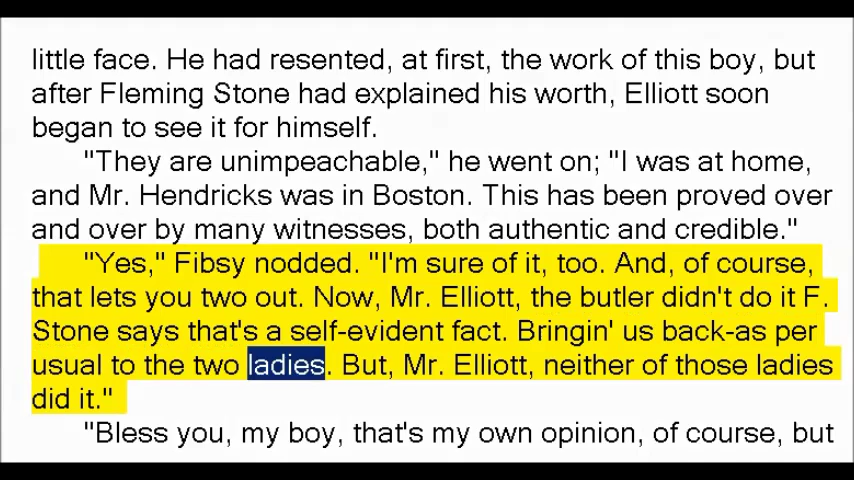 little face. He had resented, at first, the work of this boy, but
after Fleming Stone had explained his worth, Elliott soon
began to see it for himself.
"They are unimpeachable," he went on; "I was at home,
and Mr. Hendricks was in Boston. This has been proved over
and over by many witnesses, both authentic and credible."
"Yes," Fibsy nodded. "I'm sure of it, too. And, of course,
that lets you two out. Now, Mr. Elliott, the butler didn't do it F.
Stone says that's a self-evident fact. Bringin' us back-as per
usual to the two ladies. But, Mr. Elliott, neither of those ladies
did it."
"Bless you, my boy, that's my own opinion, of course, but